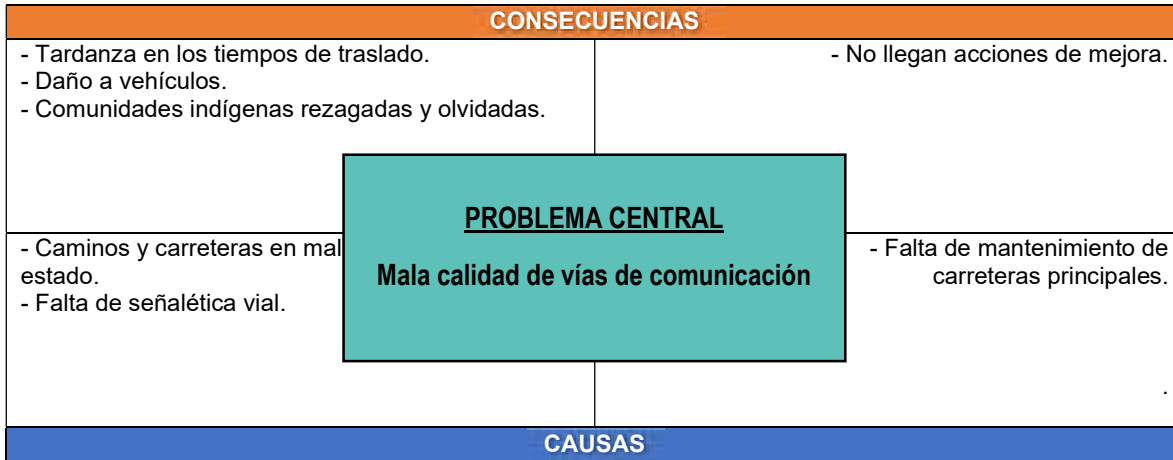 CONSECUENCIAS
- Tardanza en los tiempos de traslado.
- Daño a vehículos.
- Comunidades indígenas rezagadas y olvidadas.
- No llegan acciones de mejora.
PROBLEMA CENTRAL
Mala calidad de vías de comunicación
- Caminos y carreteras en mal
estado.
- Falta de señalética vial.
- Falta de mantenimiento de
carreteras principales.
.
CAUSAS